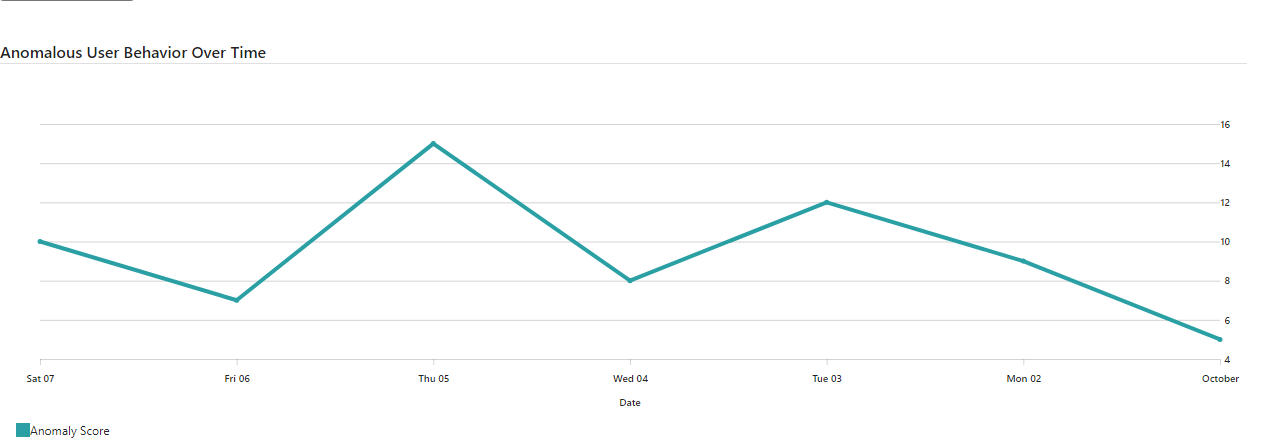 Anomalous User Behavior Over Time
16
14
12
10
8
6
4
Sat 07 Fri 06 Thu 05 Wed 04 Tue 03 Mon 02 October
Date
Anomaly Score